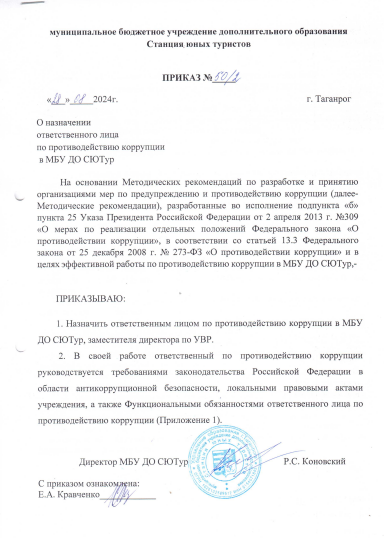 муниципальное бюджетное учреждение дополнительного образования
Станция юных туристов
ПРИКАЗ № 50/2
«28» 08 2024г. г. Таганрог
О назначении
ответственного лица
по противодействию коррупции
в МБУ ДО СЮТур
На основании Методических рекомендаций по разработке и принятию
организациями мер по предупреждению и противодействию коррупции (далее-
Методические рекомендации), разработанные во исполнение подпункта «б»
пункта 25 Указа Президента Российской Федерации от 2 апреля 2013 г. №309
«О мерах по реализации отдельных положений Федерального закона «О
противодействии коррупции», в соответствии со статьей 13.3 Федерального
закона от 25 декабря 2008 г. № 273-ФЗ «О противодействии коррупции» и в
целях эффективной работы по противодействию коррупции в МБУ ДО СЮТур,-
ПРИКАЗЫВАЮ:
1. Назначить ответственным лицом по противодействию коррупции в МБУ
ДО СЮТур, заместителя директора по УВР.
2. В своей работе ответственный по противодействию коррупции
руководствуется требованиями законодательства Российской Федерации в
области антикоррупционной безопасности, локальными правовыми актами
учреждения, а также Функциональными обязанностями ответственного лица по
противодействию коррупции (Приложение 1).
Директор МБУ ДО СЮТур Р.С. Коновский
С приказом ознакомлена:
Е.А. Кравченко